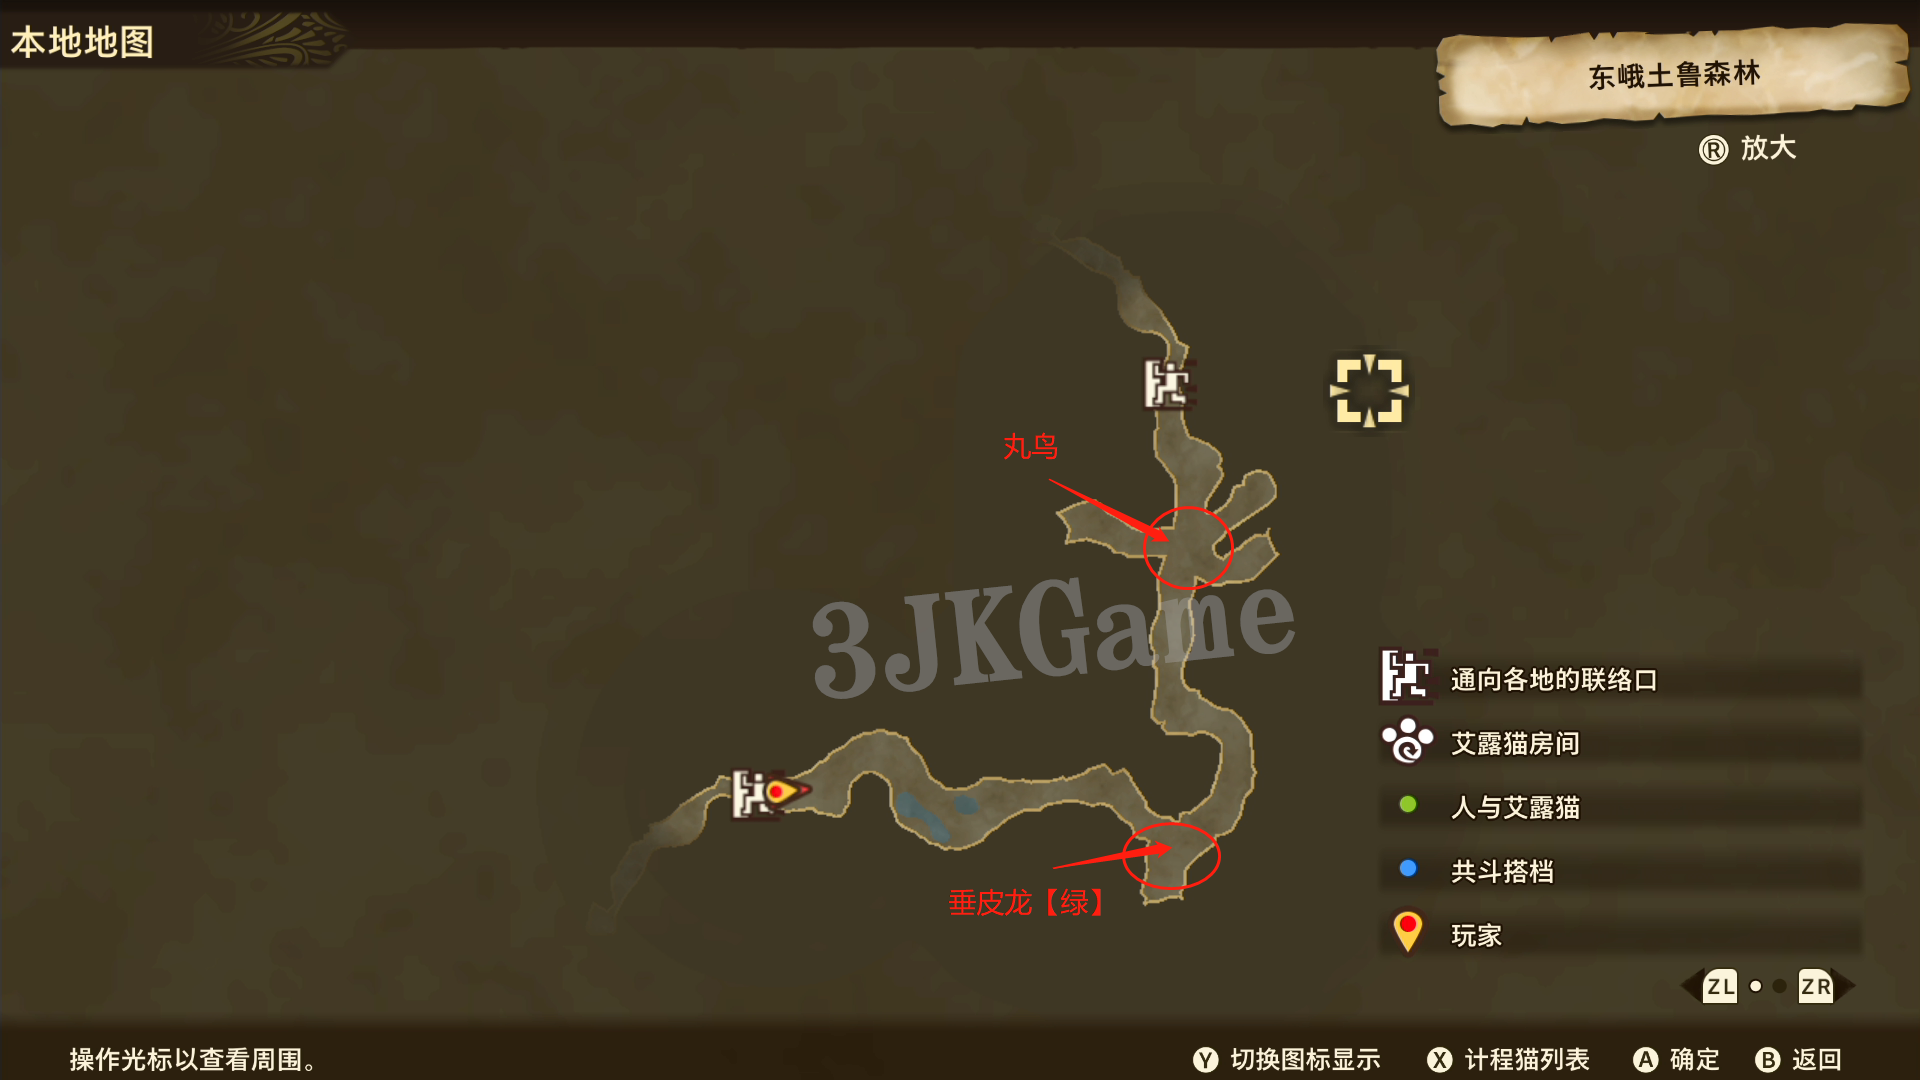 本地地图
东峨土鲁森林
R 放大
丸鸟
3JKGame
通向各地的联络口
艾露猫房间
人与艾露猫
垂皮龙【绿】
共斗搭档
玩家
ZL ZR
操作光标以查看周围。
Y 切换图标显示 X 计程猫列表 A 确定 B 返回